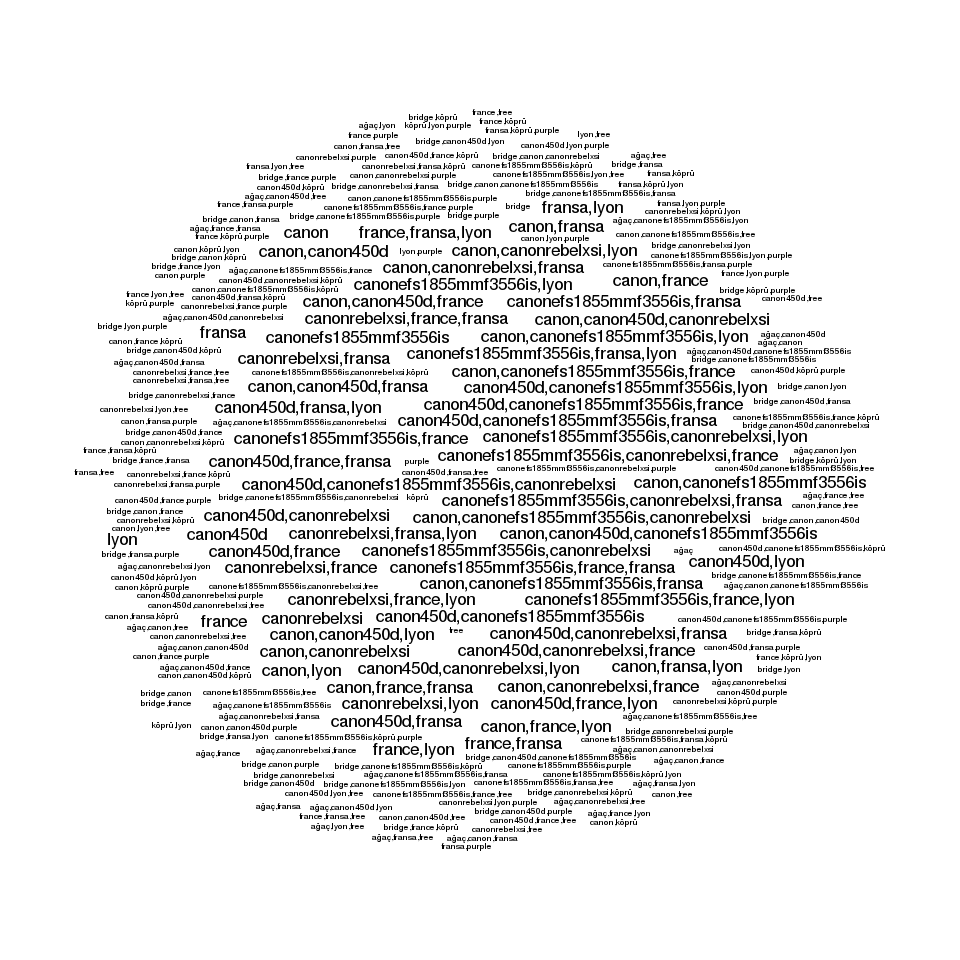 france,tree
bridge,köprü
france,köprü
ağaç,lyon köprü,lyon,purple
fransa,köprü,purple
france,purple lyon,tree
bridge,canon450d,lyon
canon,fransa,tree canon450d,lyon,purple
canonrebelxsi,purple canon450d,france,köprü bridge,canon,canonrebelxsi ağaç,tree
fransa,lyon,tree canonrebelxsi,fransa,köprü canonefs1855mmf3556is,köprü bridge,fransa
bridge,france,purple canon,canonrebelxsi,purple canonefs1855mmf3556is,lyon,tree fransa,köprü
canon450d,köprü bridge,canonrebelxsi,fransa bridge,canon,canonefs1855mmf3556is fransa,köprü,lyon
ağaç,canon450d,tree canon,canonefs1855mmf3556is,purple bridge,canonefs1855mmf3556is,fransa
france,fransa,purple canonefs1855mmf3556is,france,purple bridge fransa,lyon fransa,lyon,purple
bridge,canon,fransa bridge,canonefs1855mmf3556is,purple bridge,purple canonrebelxsi,köprü,lyon
ağaç,france,fransa canon france,fransa,lyon canon,fransa ağaç,canonefs1855mmf3556is,lyon
france,köprü,purple canon,lyon,purple canon,canonefs1855mmf3556is,tree
canon,köprü,lyon canon,canon450d lyon,purple canon,canonrebelxsi,lyon bridge,canonrebelxsi,lyon
bridge,canon,köprü canonefs1855mmf3556is,lyon,purple
bridge,france,lyon ağaç,canonefs1855mmf3556is,france canon,canonrebelxsi,fransa canonefs1855mmf3556is,fransa,purple
canon,purple canon450d,canonrebelxsi,köprü canonefs1855mmf3556is,lyon canon,france france,lyon,purple
canon,canonefs1855mmf3556is,köprü bridge,köprü,purple
france,lyon,tree canon450d,fransa,köprü canon,canon450d,france canonefs1855mmf3556is,fransa canon450d,tree
köprü,purple canonrebelxsi,france,purple
ağaç,canon450d,canonrebelxsi canonrebelxsi,france,fransa canon,canon450d,canonrebelxsi
bridge,lyon,purple fransa canonefs1855mmf3556is canon,canonefs1855mmf3556is,lyon ağaç,canon450d
canon,france,köprü ağaç,canon
bridge,canon450d,köprü canonrebelxsi,fransa canonefs1855mmf3556is,fransa,lyon ağaç,canon450d,canonefs1855mmf3556is
ağaç,canon450d,fransa bridge,canonefs1855mmf3556is
canonrebelxsi,france,tree canonefs1855mmf3556is,canonrebelxsi,köprü canon,canonefs1855mmf3556is,france canon450d,köprü,purple
canonrebelxsi,fransa,tree canon,canon450d,fransa canon450d,canonefs1855mmf3556is,lyon bridge,canon,lyon
bridge,canonrebelxsi,france bridge,canon450d,fransa
canonrebelxsi,lyon,tree canon450d,fransa,lyon canon450d,canonefs1855mmf3556is,france
canon,fransa,purple ağaç,canonefs1855mmf3556is,canonrebelxsi canon450d,canonefs1855mmf3556is,fransa canonefs1855mmf3556is,france,köprü
bridge,canon450d,france bridge,canon450d,canonrebelxsi
canon,canonrebelxsi,köprü canonefs1855mmf3556is,france canonefs1855mmf3556is,canonrebelxsi,lyon
france,fransa,köprü ağaç,canon,lyon
bridge,france,fransa canon450d,france,fransa purple canonefs1855mmf3556is,canonrebelxsi,france bridge,köprü,lyon
fransa,tree canonrebelxsi,france,köprü canon450d,fransa,tree canonefs1855mmf3556is,canonrebelxsi,purple canon450d,canonefs1855mmf3556is,tree
canonrebelxsi,fransa,purple canon450d,canonefs1855mmf3556is,canonrebelxsi canon,canonefs1855mmf3556is
canon450d,france,purple bridge,canonefs1855mmf3556is,canonrebelxsi köprü canonefs1855mmf3556is,canonrebelxsi,fransa ağaç,france,tree
bridge,canon,france canon,france,tree
canonrebelxsi,köprü canon450d,canonrebelxsi canon,canonefs1855mmf3556is,canonrebelxsi bridge,canon,canon450d
canon,lyon,tree
lyon canon450d canonrebelxsi,fransa,lyon canon,canon450d,canonefs1855mmf3556is
bridge,fransa,purple canon450d,france canonefs1855mmf3556is,canonrebelxsi ağaç canon450d,canonefs1855mmf3556is,köprü
ağaç,canonrebelxsi,lyon canonrebelxsi,france canonefs1855mmf3556is,france,fransa canon450d,lyon
canon450d,köprü,lyon bridge,canonefs1855mmf3556is,france
canon,köprü,purple canonefs1855mmf3556is,canonrebelxsi,tree canon,canonefs1855mmf3556is,fransa ağaç,canon,canonefs1855mmf3556is
canon450d,canonrebelxsi,purple
canon450d,canonrebelxsi,tree canonrebelxsi,france,lyon canonefs1855mmf3556is,france,lyon
canon,fransa,köprü france canonrebelxsi canon450d,canonefs1855mmf3556is canon450d,canonefs1855mmf3556is,purple
ağaç,canon,tree
canon,canonrebelxsi,tree canon,canon450d,lyon tree canon450d,canonrebelxsi,fransa bridge,fransa,köprü
ağaç,canon,canon450d canon,canonrebelxsi canon450d,canonrebelxsi,france canon450d,fransa,purple
canon,france,purple france,köprü,lyon
ağaç,canon450d,france canon,lyon canon450d,canonrebelxsi,lyon canon,fransa,lyon bridge,lyon
canon,canon450d,köprü
bridge,canon canonefs1855mmf3556is,tree canon,france,fransa canon,canonrebelxsi,france ağaç,canonrebelxsi
canon450d,purple
bridge,france ağaç,canonefs1855mmf3556is canonrebelxsi,lyon canon450d,france,lyon canonrebelxsi,köprü,purple
ağaç,canonrebelxsi,fransa canon450d,fransa ağaç,canonefs1855mmf3556is,tree
köprü,lyon canon,canon450d,purple canon,france,lyon
bridge,fransa,lyon canonefs1855mmf3556is,köprü,purple bridge,canonrebelxsi,purple
canonefs1855mmf3556is,fransa,köprü
ağaç,france ağaç,canonrebelxsi,france france,lyon france,fransa ağaç,canon,canonrebelxsi
bridge,canon450d,canonefs1855mmf3556is ağaç,canon,france
bridge,canon,purple bridge,canonefs1855mmf3556is,köprü canonefs1855mmf3556is,purple
bridge,canonrebelxsi ağaç,canonefs1855mmf3556is,fransa canonefs1855mmf3556is,köprü,lyon
bridge,canon450d bridge,canonefs1855mmf3556is,lyon canonefs1855mmf3556is,fransa,tree ağaç,fransa,lyon
canon450d,lyon,tree canonefs1855mmf3556is,france,tree bridge,canonrebelxsi,köprü canon,tree
canonrebelxsi,lyon,purple ağaç,canonrebelxsi,tree
ağaç,fransa ağaç,canon450d,lyon bridge,canon450d,purple
france,fransa,tree canon,canon450d,tree canon450d,france,tree ağaç,france,lyon
canon,köprü
ağaç,lyon,tree bridge,france,köprü canonrebelxsi,tree
ağaç,fransa,tree ağaç,canon,fransa
fransa,purple